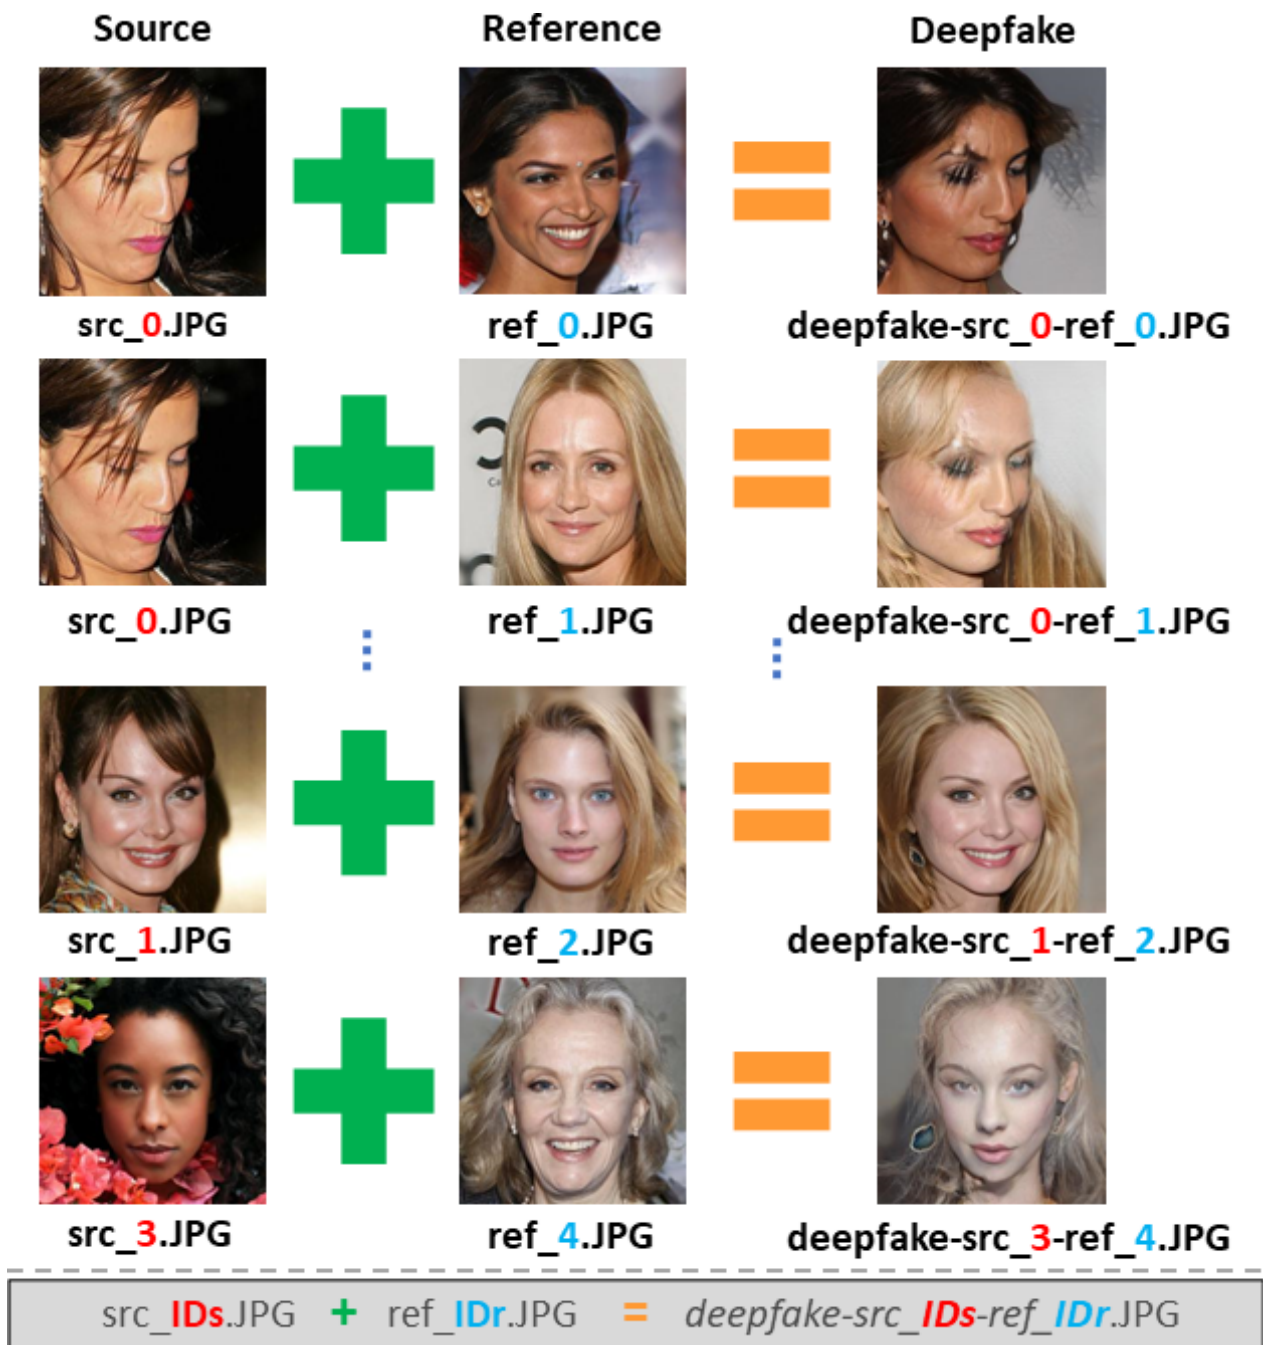 Source Reference Deepfake
src_0.JPG ref_0.JPG deepfake-src_0-ref_0.JPG
src_0.JPG ref_1.JPG deepfake-src_0-ref_1.JPG
src_1.JPG ref_2.JPG deepfake-src_1-ref_2.JPG
src_3.JPG ref_4.JPG deepfake-src_3-ref_4.JPG
src_IDs.JPG + ref_IDr.JPG = deepfake-src_IDs-ref_IDr.JPG